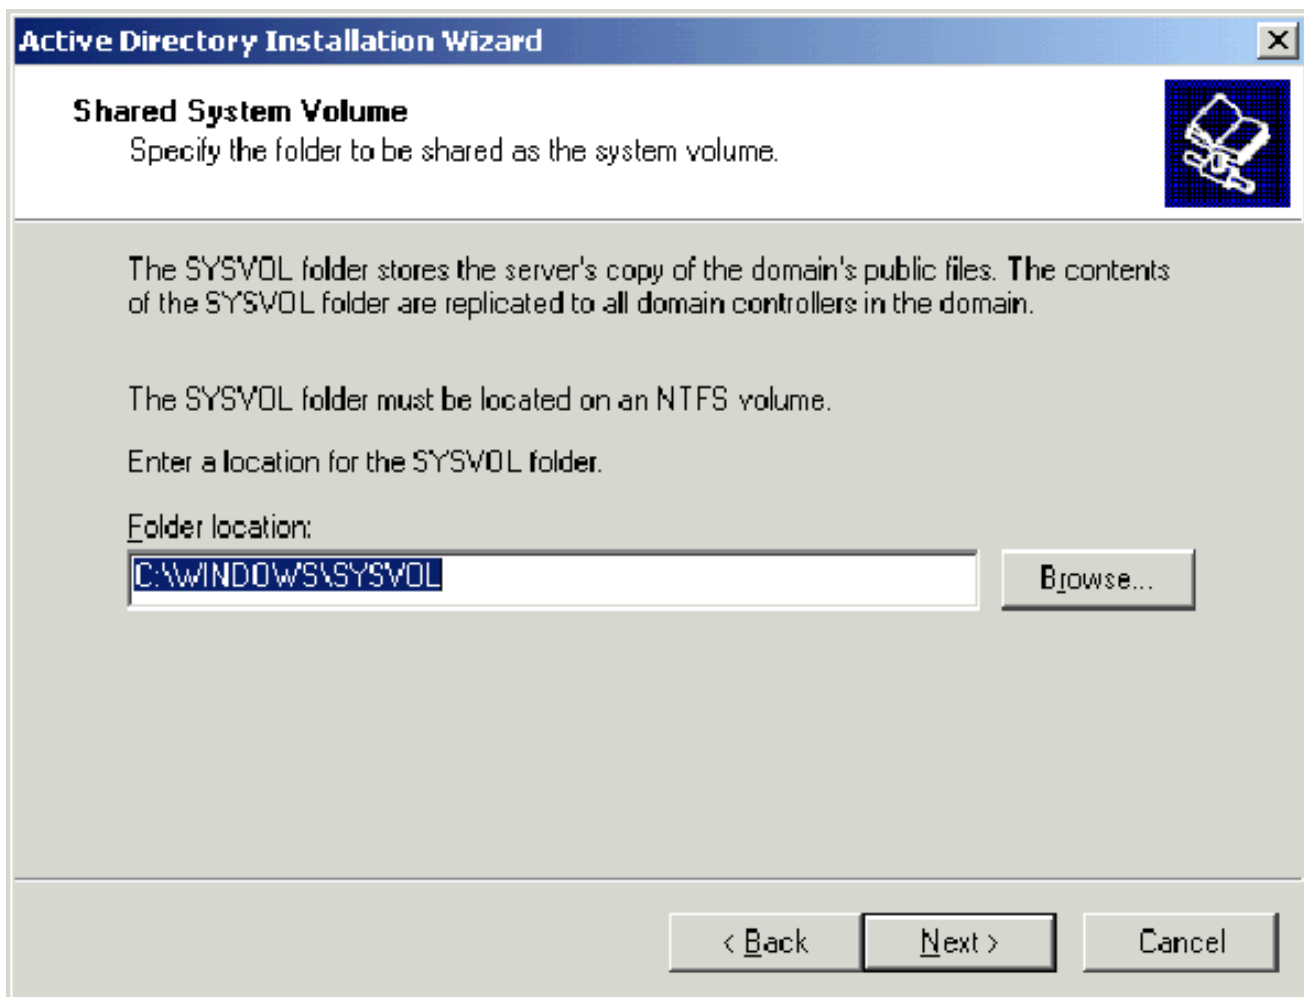 Active Directory Installation Wizard
Shared System Volume
Specify the folder to be shared as the system volume.
The SYSVOL folder stores the server's copy of the domain's public files. The contents
of the SYSVOL folder are replicated to all domain controllers in the domain.
The SYSVOL folder must be located on an NTFS volume.
Enter a location for the SYSVOL folder.
Folder location:
C:\WINDOWS\SYSVOL
Browse...
< Back
Next >
Cancel